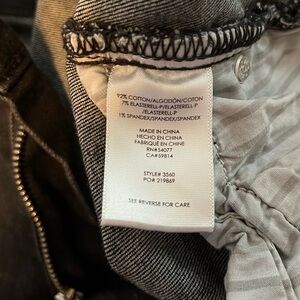 92% COTTON/ALGODÓN/COTON
7% ELASTERELL-P/ELASTERELL-P
/ELASTERELL-P
1% SPANDEX/SPANDEX/SPANDEX
MADE IN CHINA
HECHO EN CHINA
FABRIQUÉ EN CHINE
RN#54077
CA#59814
STYLE# 3560
PO# 219869
SEE REVERSE FOR CARE